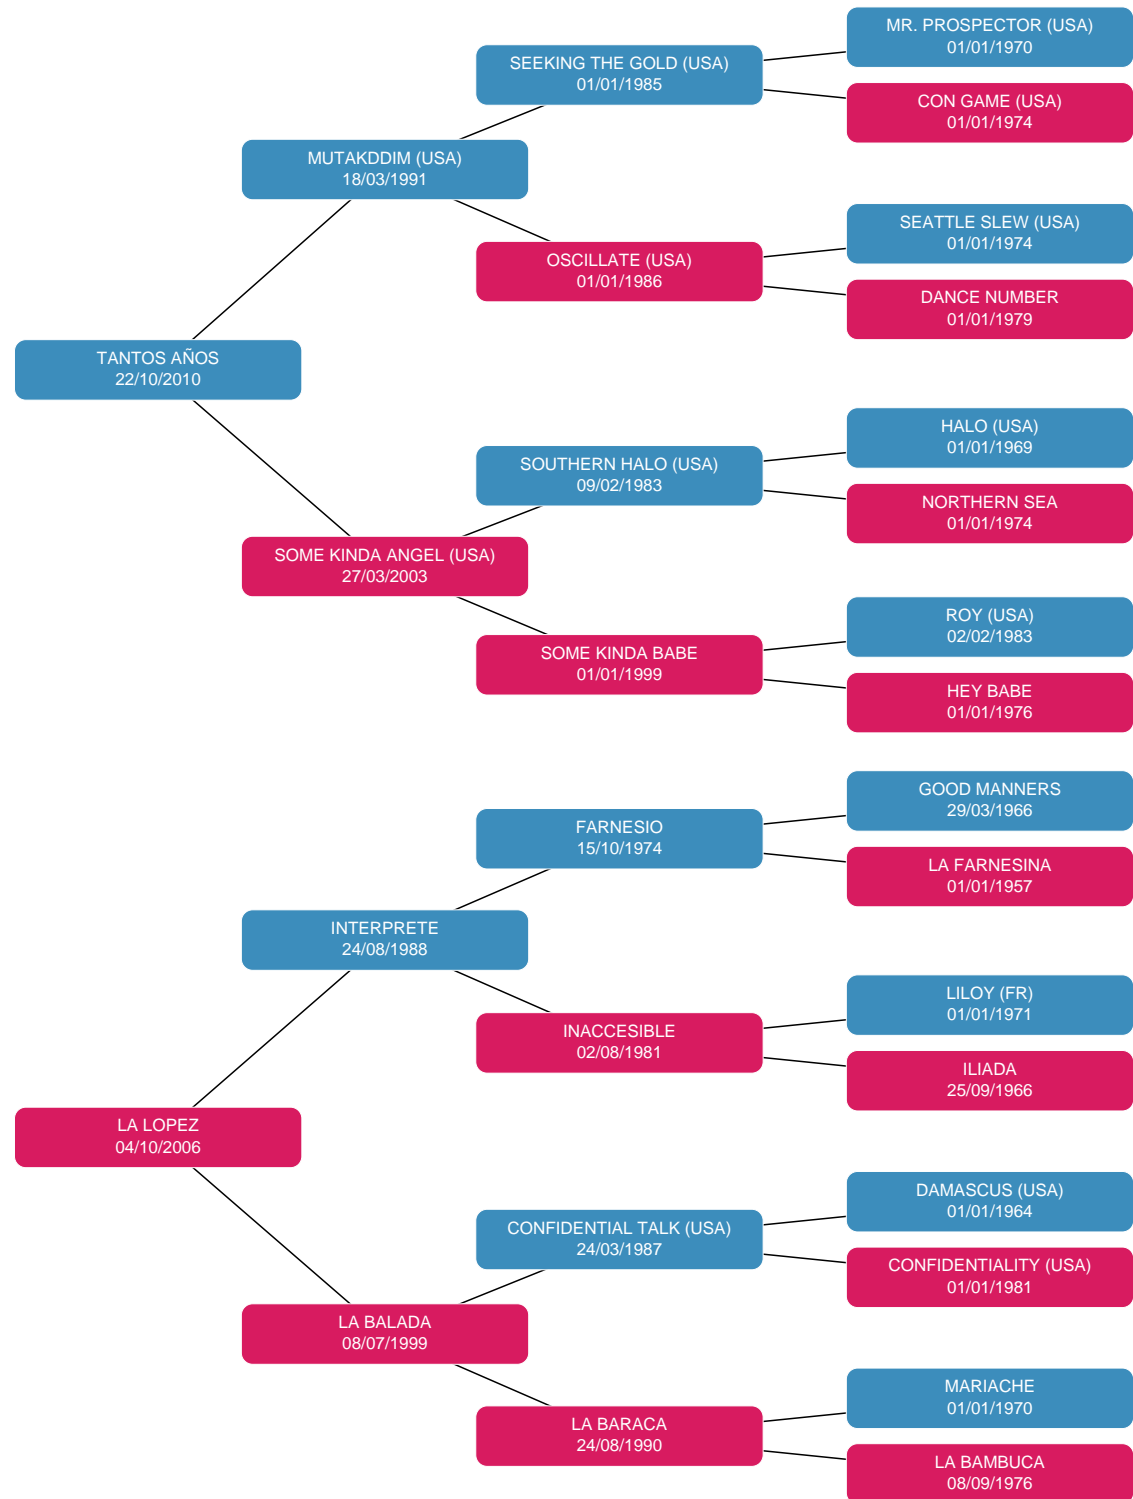 MR. PROSPECTOR (USA)
01/01/1970
SEEKING THE GOLD (USA)
01/01/1985
CON GAME (USA)
01/01/1974
MUTAKDDIM (USA)
18/03/1991
SEATTLE SLEW (USA)
01/01/1974
OSCILLATE (USA)
01/01/1986
DANCE NUMBER
01/01/1979
TANTOS AÑOS
22/10/2010
HALO (USA)
01/01/1969
SOUTHERN HALO (USA)
09/02/1983
NORTHERN SEA
01/01/1974
SOME KINDA ANGEL (USA)
27/03/2003
ROY (USA)
02/02/1983
SOME KINDA BABE
01/01/1999
HEY BABE
01/01/1976
GOOD MANNERS
29/03/1966
FARNESIO
15/10/1974
LA FARNESINA
01/01/1957
INTERPRETE
24/08/1988
LILOY (FR)
01/01/1971
INACCESIBLE
02/08/1981
ILIADA
25/09/1966
LA LOPEZ
04/10/2006
DAMASCUS (USA)
01/01/1964
CONFIDENTIAL TALK (USA)
24/03/1987
CONFIDENTIALITY (USA)
01/01/1981
LA BALADA
08/07/1999
MARIACHE
01/01/1970
LA BARACA
24/08/1990
LA BAMBUCA
08/09/1976